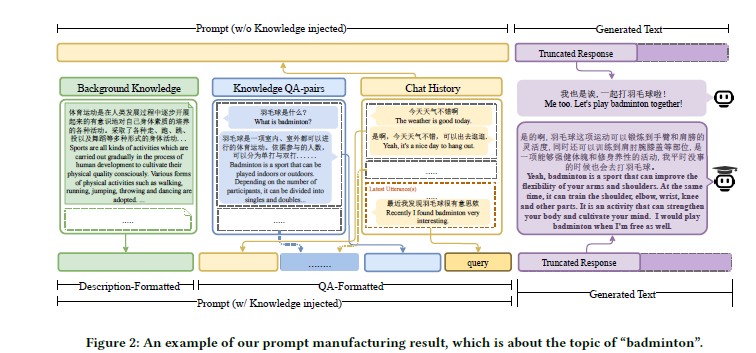 Prompt (w/o Knowledge injected)
Generated Text
Truncated Response
Background Knowledge
体育运动是在人类发展过程中逐步开展
起来的有意识地对自己身体素质的培养
的各种活动。采取了各种走、跑、跳、
投以及舞蹈等多种形式的身体活动...
Sports are all kinds of activities which are
carried out gradually in the process of
human development to cultivate their
physical quality consciously. Various forms
of physical activities such as walking,
running, jumping, throwing and dancing are
adopted. ...
.....
Knowledge QA-pairs
羽毛球是什么?
What is badminton?
羽毛球是一项室内、室外都可以进
行的体育运动。依据参与的人数,
可以分为单打与双打......
Badminton is a sport that can be
played indoors or outdoors.
Depending on the number of
participants, it can be divided into
singles and doubles...
.....
Chat History
今天天气不错啊
The weather is good today.
是啊,今天天气不错,可以出去逛逛.
Yeah, it's a nice day to hang out.
.....
Latest Utterance(s)
最近我发现羽毛球很有意思欸
Recently I found badminton very
interesting.
我也是诶,一起打羽毛球啦!
Me too. Let's play badminton together!
是的啊, 羽毛球这项运动可以锻炼到手臂和肩膀的
灵活度, 同时还可以训练到肩肘腕膝盖等部位, 是
一项能够强健体魄和修身养性的活动, 我平时没事
的时候也会去打羽毛球。
Yeah, badminton is a sport that can improve the
flexibility of your arms and shoulders. At the same
time, it can train the shoulder, elbow, wrist, knee
and other parts. It is an activity that can strengthen
your body and cultivate your mind. I would play
badminton when I'm free as well.
........
query
Truncated Response
Description-Formatted
QA-Formatted
Prompt (w/ Knowledge injected)
Generated Text
Figure 2: An example of our prompt manufacturing result, which is about the topic of “badminton”.